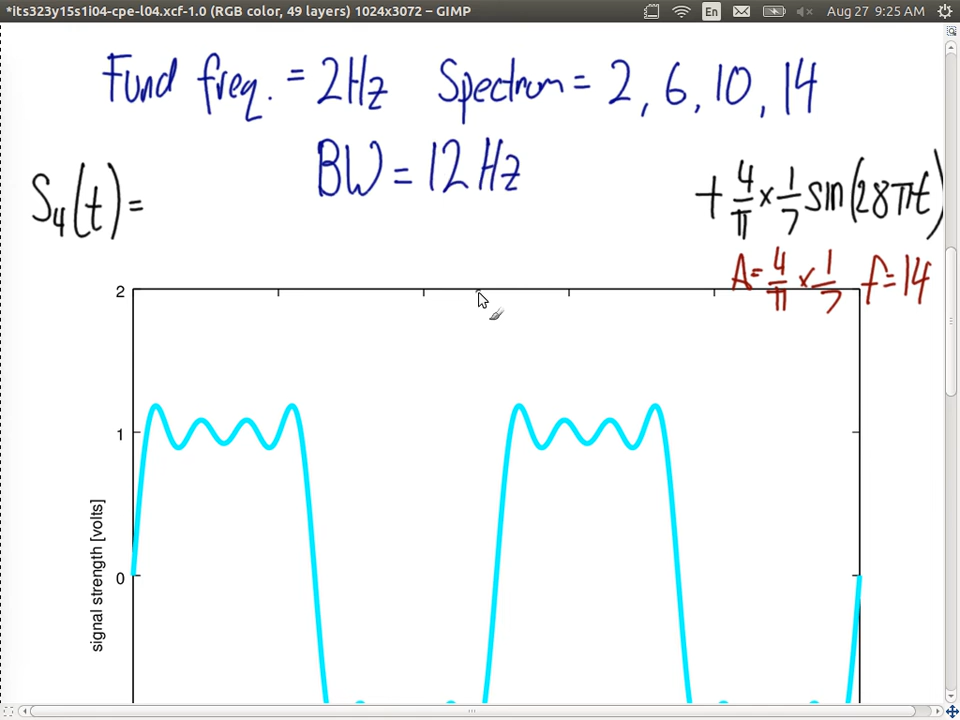 *its323y15s1i04-cpe-l04.xcf-1.0 (RGB color, 49 layers) 1024x3072 – GIMP
En
Aug 27 9:25 AM
Fund freq. = 2Hz Spectrum = 2, 6, 10, 14
BW = 12 Hz
S₄(t) = + 4/π × 1/7 sin(28πt)
A = 4/π × 1/7 f = 14
2
1
0
signal strength [volts]